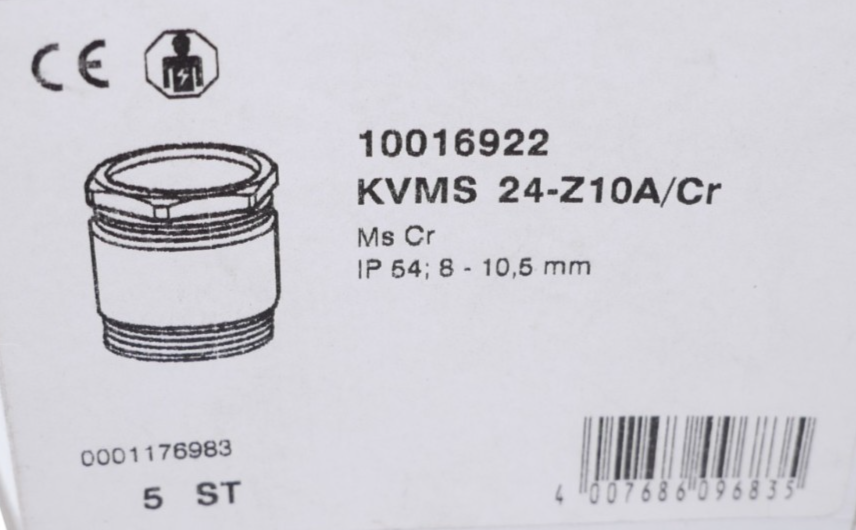 CE
10016922
KVMS 24-Z10A/Cr
Ms Cr
IP 54; 8 - 10,5 mm
0001176983
5 ST
4 007686 096835